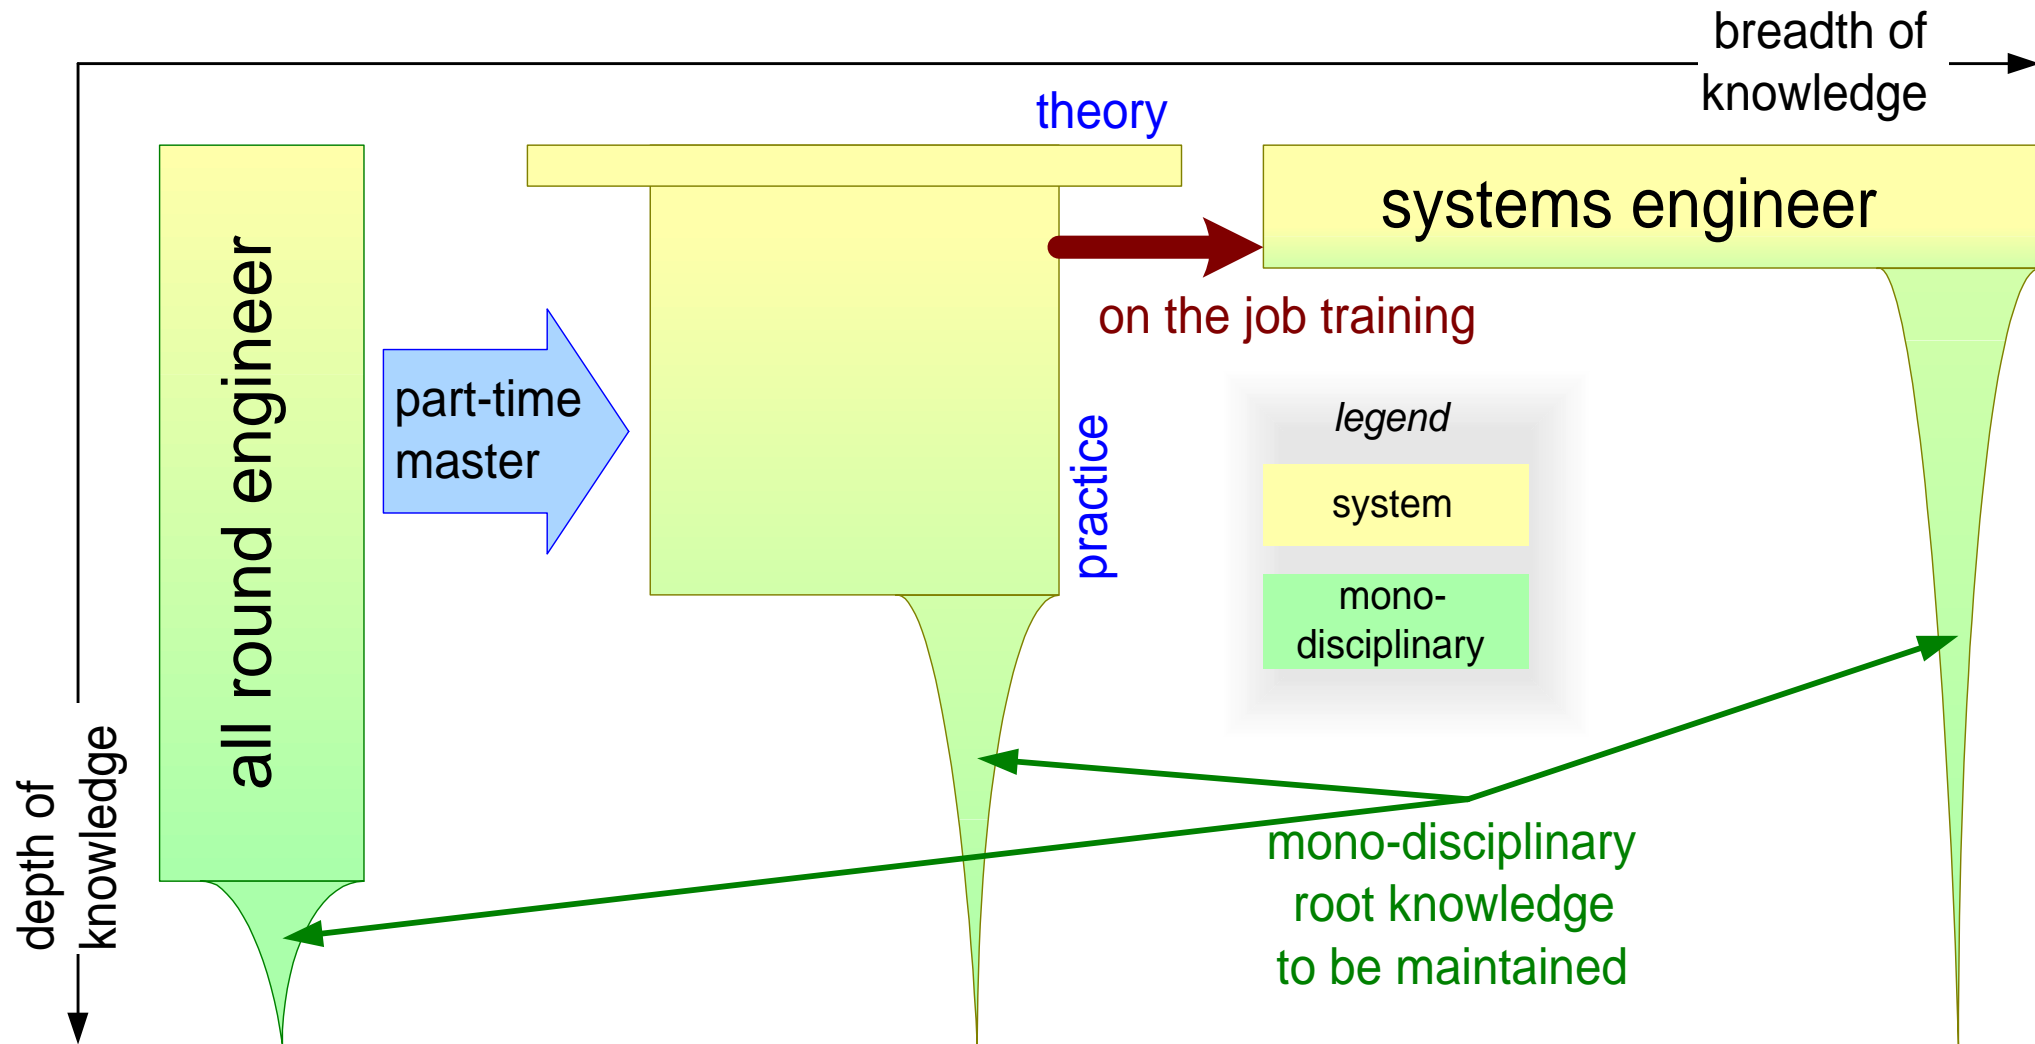 breadth of
knowledge
theory
systems engineer
all round engineer
on the job training
part-time
master
practice
legend
system
mono-
disciplinary
depth of
knowledge
mono-disciplinary
root knowledge
to be maintained